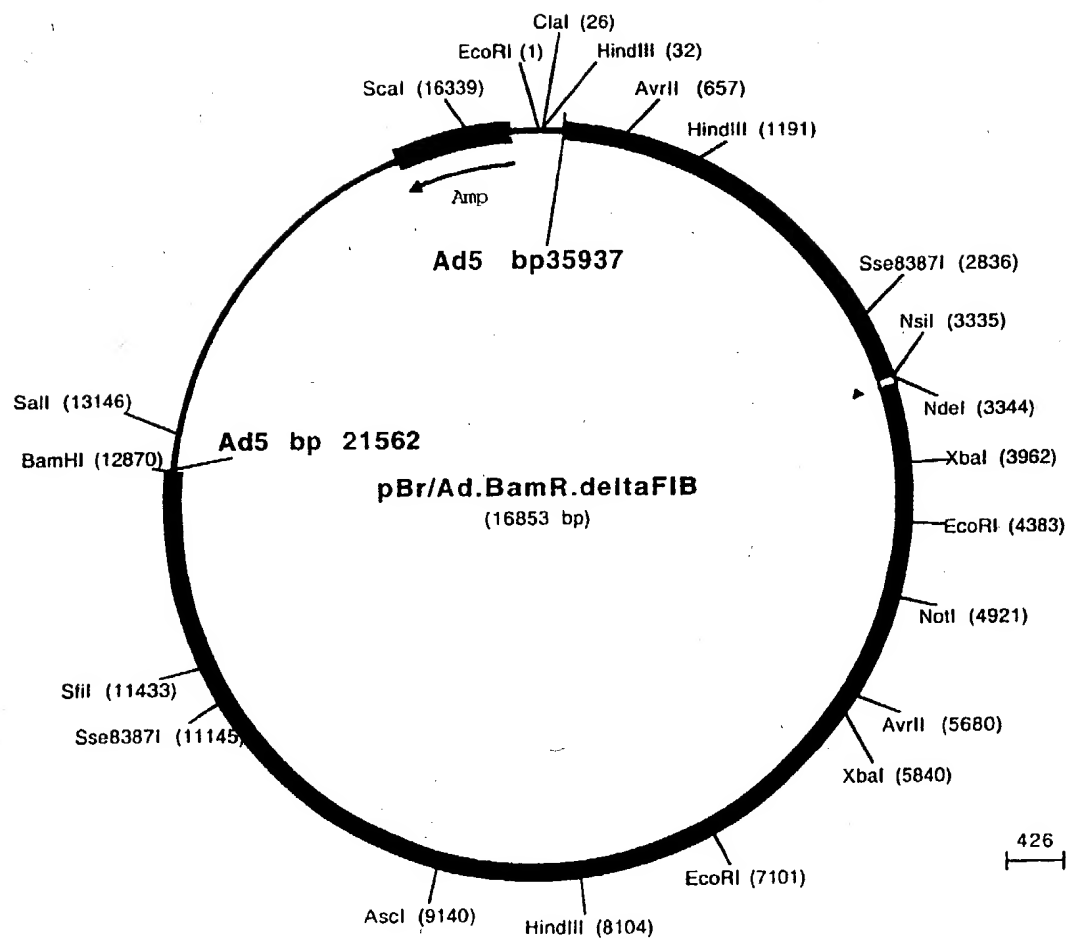 ClaI (26)
EcoRI (1)
HindIII (32)
ScaI (16339)
AvrII (657)
HindIII (1191)
Amp
Ad5 bp35937
Sse8387I (2836)
NsiI (3335)
NdeI (3344)
SalI (13146)
Ad5 bp 21562
BamHI (12870)
XbaI (3962)
pBr/Ad.BamR.deltaFIB
(16853 bp)
EcoRI (4383)
NotI (4921)
SfiI (11433)
Sse8387I (11145)
AvrII (5680)
XbaI (5840)
426
EcoRI (7101)
AscI (9140)
HindIII (8104)